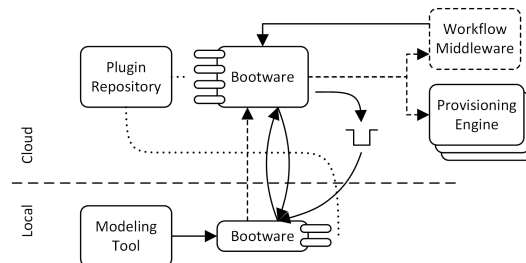 Workflow
Middleware
Plugin
Repository
Bootware
Provisioning
Engine
Cloud
Local
Modeling
Tool
Bootware